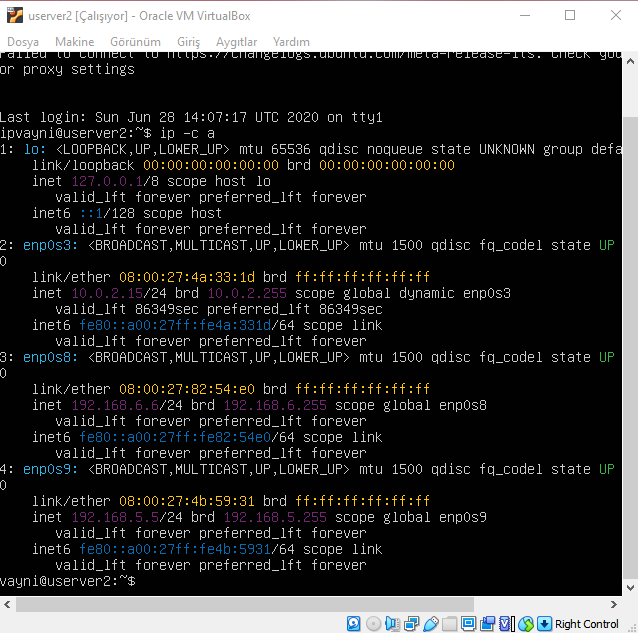 userver2 [Çalışıyor] - Oracle VM VirtualBox
Dosya Makine Görünüm Giriş Aygıtlar Yardım
Failed to connect to https://changelogs.ubuntu.com/meta-release-lts. Check you
or proxy settings
Last login: Sun Jun 28 14:07:17 UTC 2020 on tty1
ipvayni@userver2:~$ ip -c a
1: lo: <LOOPBACK,UP,LOWER_UP> mtu 65536 qdisc noqueue state UNKNOWN group defa
link/loopback 00:00:00:00:00:00 brd 00:00:00:00:00:00
inet 127.0.0.1/8 scope host lo
valid_lft forever preferred_lft forever
inet6 ::1/128 scope host
valid_lft forever preferred_lft forever
2: enp0s3: <BROADCAST,MULTICAST,UP,LOWER_UP> mtu 1500 qdisc fq_codel state UP
0
link/ether 08:00:27:4a:33:1d brd ff:ff:ff:ff:ff:ff
inet 10.0.2.15/24 brd 10.0.2.255 scope global dynamic enp0s3
valid_lft 86349sec preferred_lft 86349sec
inet6 fe80::a00:27ff:fe4a:331d/64 scope link
valid_lft forever preferred_lft forever
3: enp0s8: <BROADCAST,MULTICAST,UP,LOWER_UP> mtu 1500 qdisc fq_codel state UP
0
link/ether 08:00:27:82:54:e0 brd ff:ff:ff:ff:ff:ff
inet 192.168.6.6/24 brd 192.168.6.255 scope global enp0s8
valid_lft forever preferred_lft forever
inet6 fe80::a00:27ff:fe82:54e0/64 scope link
valid_lft forever preferred_lft forever
4: enp0s9: <BROADCAST,MULTICAST,UP,LOWER_UP> mtu 1500 qdisc fq_codel state UP
0
link/ether 08:00:27:4b:59:31 brd ff:ff:ff:ff:ff:ff
inet 192.168.5.5/24 brd 192.168.5.255 scope global enp0s9
valid_lft forever preferred_lft forever
inet6 fe80::a00:27ff:fe4b:5931/64 scope link
valid_lft forever preferred_lft forever
vayni@userver2:~$
Right Control